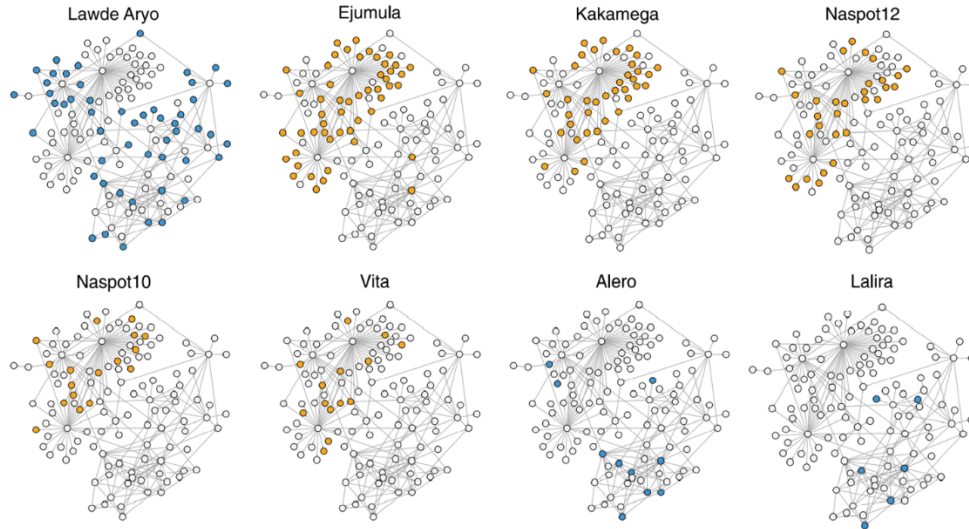 Lawde Aryo
Ejumula
Kakamega
Naspot12
Naspot10
Vita
Alero
Lalira